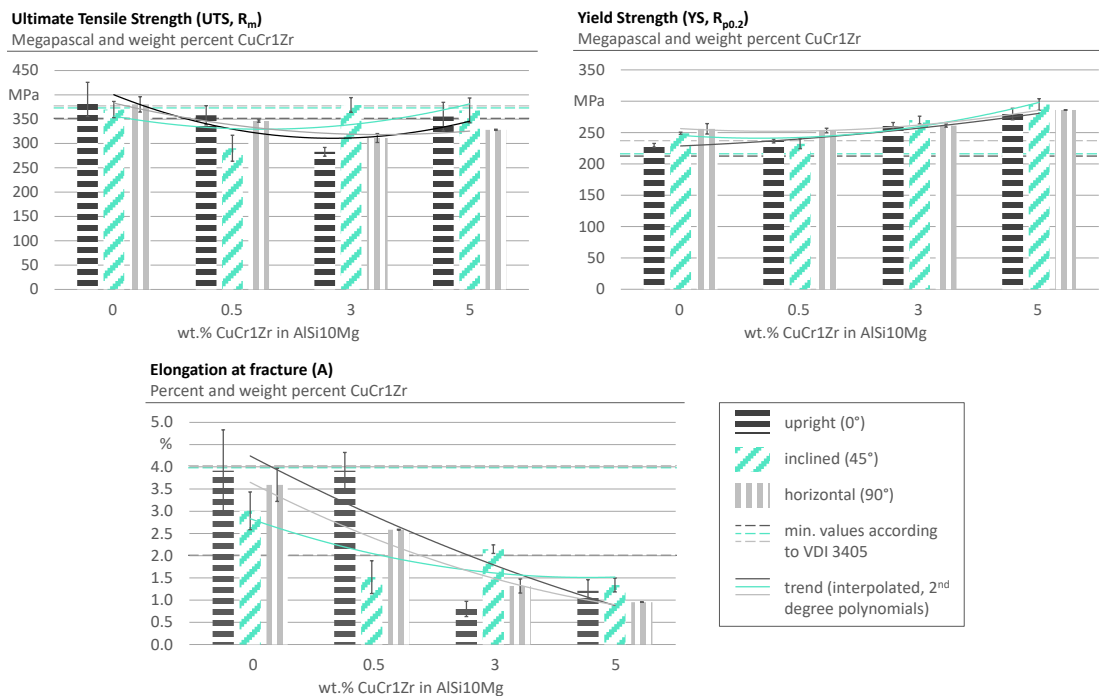 Ultimate Tensile Strength (UTS, Rm)
Megapascal and weight percent CuCr1Zr
450
MPa
350
300
250
200
150
100
50
0
0
0.5
3
5
wt.% CuCr1Zr in AlSi10Mg
Yield Strength (YS, Rp0.2)
Megapascal and weight percent CuCr1Zr
350
MPa
250
200
150
100
50
0
0
0.5
3
5
wt.% CuCr1Zr in AlSi10Mg
Elongation at fracture (A)
Percent and weight percent CuCr1Zr
5.0
%
4.0
3.5
3.0
2.5
2.0
1.5
1.0
0.5
0.0
0
0.5
3
5
wt.% CuCr1Zr in AlSi10Mg
upright (0°)
inclined (45°)
horizontal (90°)
min. values according
to VDI 3405
trend (interpolated, 2nd
degree polynomials)